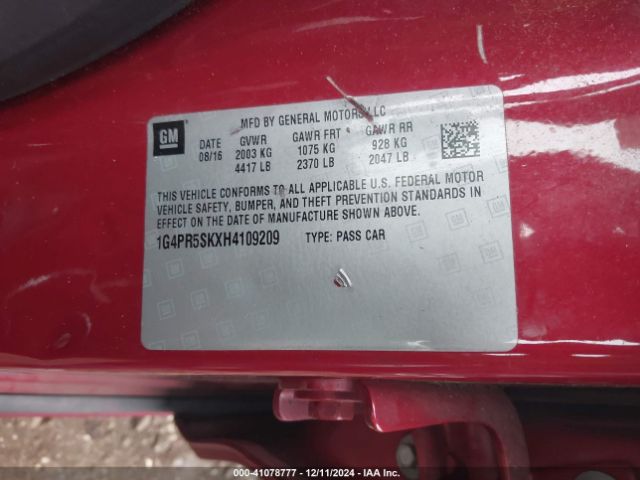 MFD BY GENERAL MOTORS LLC
GM
DATE GVWR GAWR FRT GAWR RR
08/16 2003 KG 1075 KG 928 KG
4417 LB 2370 LB 2047 LB
THIS VEHICLE CONFORMS TO ALL APPLICABLE U.S. FEDERAL MOTOR
VEHICLE SAFETY, BUMPER, AND THEFT PREVENTION STANDARDS IN
EFFECT ON THE DATE OF MANUFACTURE SHOWN ABOVE.
1G4PR5SKXH4109209 TYPE: PASS CAR
000-41078777 - 12/11/2024 - IAA Inc.